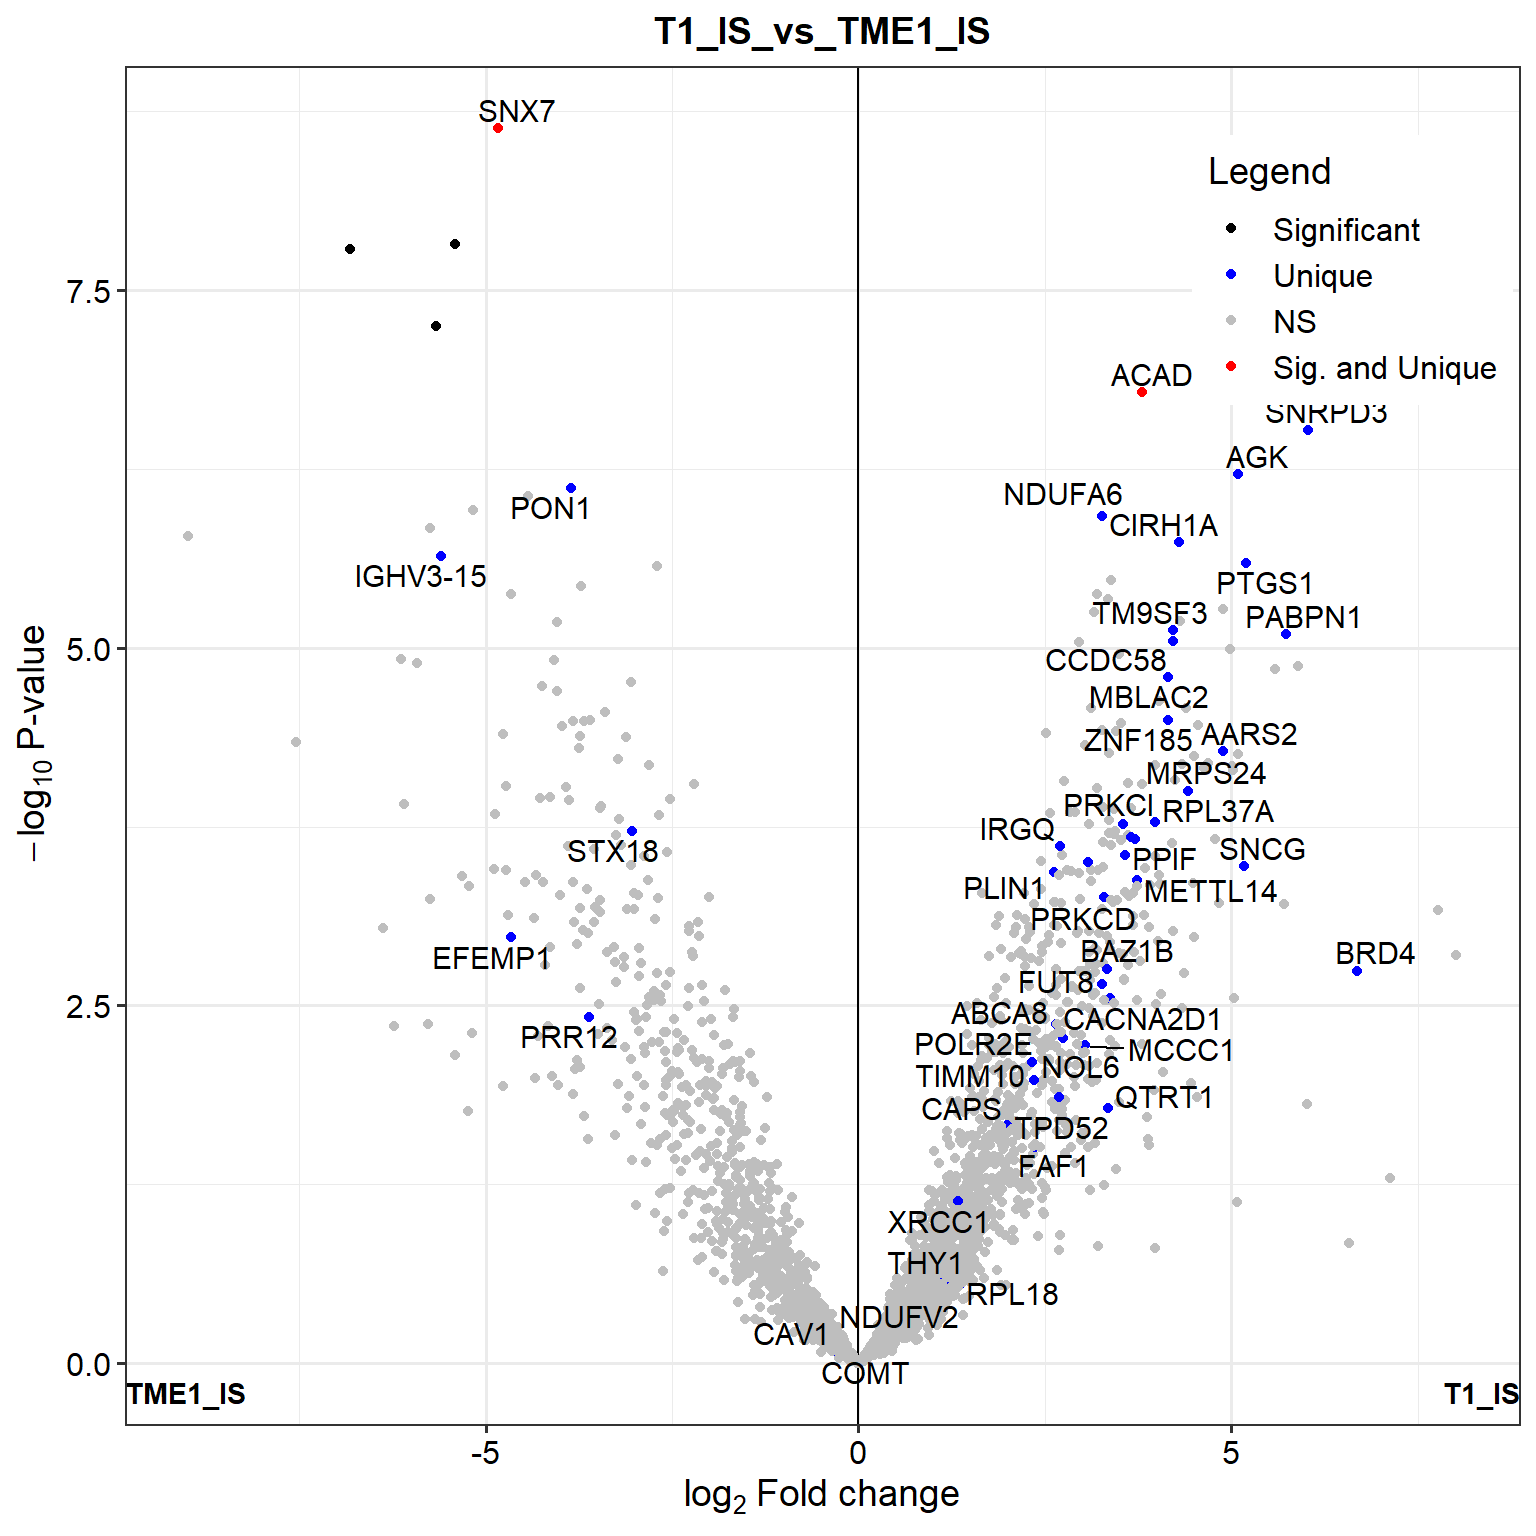 T1_IS_vs_TME1_IS
SNX7
Legend
Significant
Unique
NS
Sig. and Unique
7.5
ACAD
SNRPD3
AGK
NDUFA6
PON1
CIRH1A
IGHV3-15
PTGS1
TM9SF3
PABPN1
5.0
CCDC58
MBLAC2
ZNF185
AARS2
MRPS24
PRKCI
RPL37A
IRGQ
STX18
PPIF
SNCG
PLIN1
METTL14
PRKCD
EFEMP1
BAZ1B
BRD4
FUT8
2.5
ABCA8
CACNA2D1
PRR12
POLR2E
MCCC1
NOL6
TIMM10
QTRT1
CAPS
TPD52
FAF1
XRCC1
THY1
RPL18
NDUFV2
CAV1
0.0
COMT
TME1_IS
T1_IS
-5
0
5
log2 Fold change
−log10 P-value